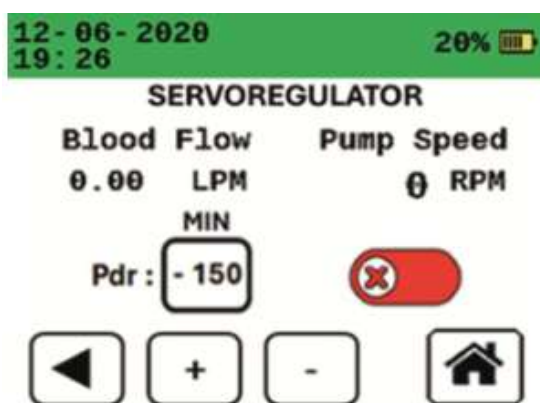 12-06-2020 20%
19:26
SERVOREGULATOR
Blood Flow Pump Speed
0.00 LPM 0 RPM
MIN
Pdr: -150
+ -